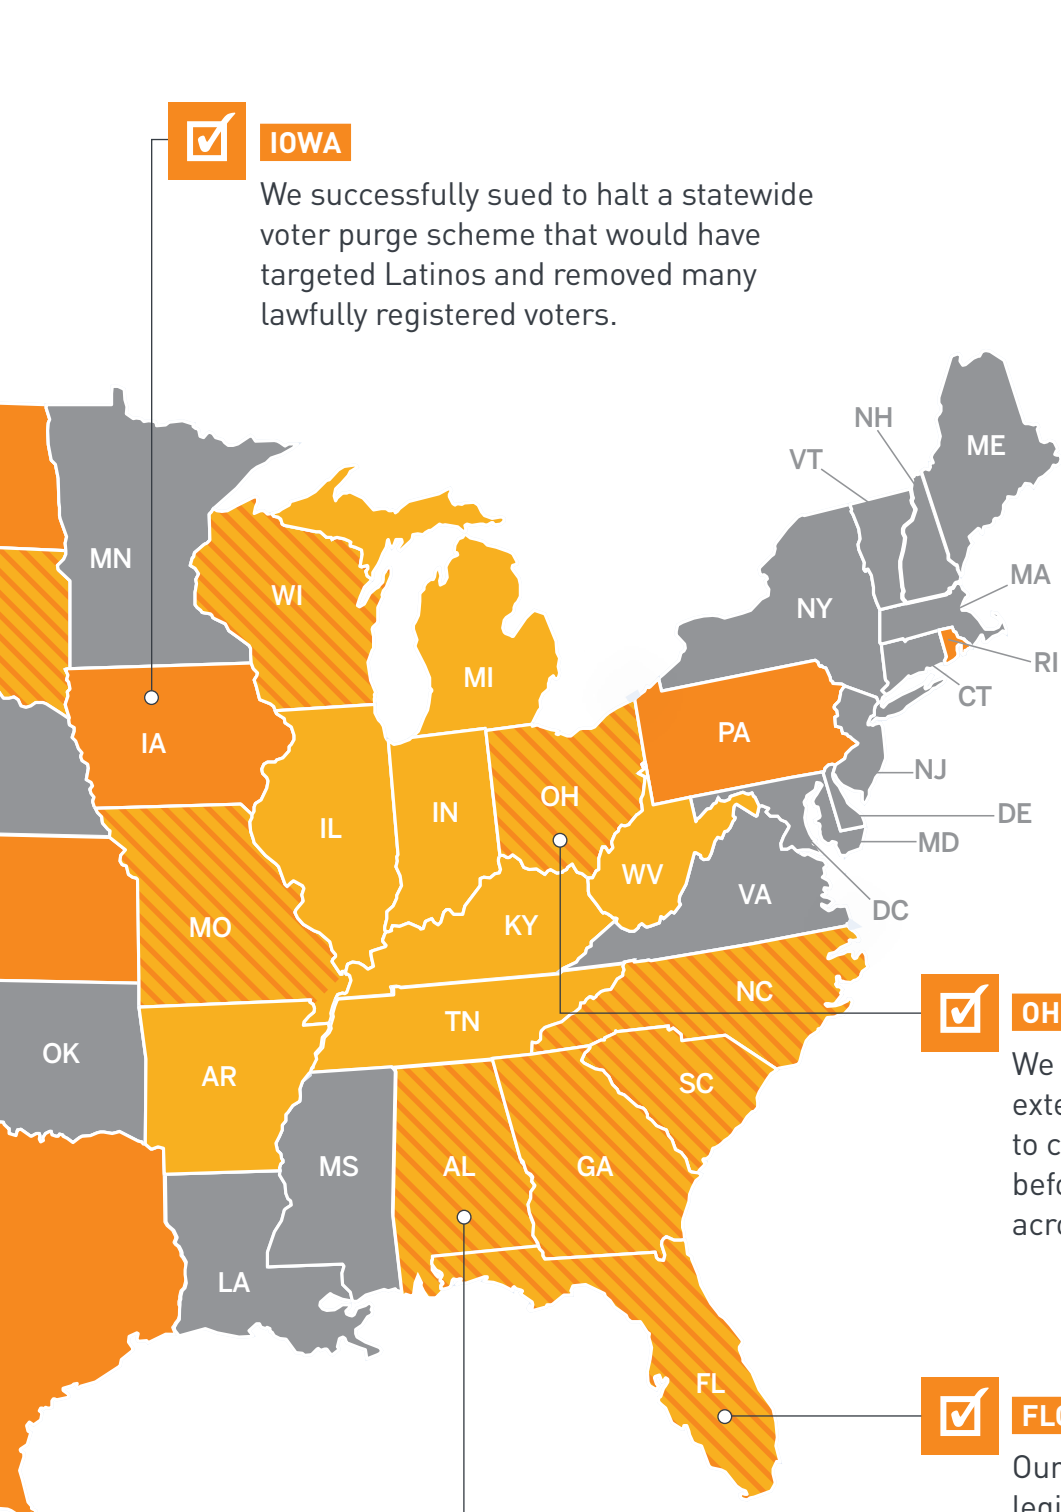 IOWA
We successfully sued to halt a statewide
voter purge scheme that would have
targeted Latinos and removed many
lawfully registered voters.
NH
ME
VT
MN
MA
WI
NY
RI
MI
CT
PA
IA
NJ
OH
IN
DE
IL
MD
WV
VA
DC
KY
MO
NC
OH
TN
OK
We
AR
SC
exte
to c
MS
AL
GA
befo
acro
LA
FL
FLO
Our
legi